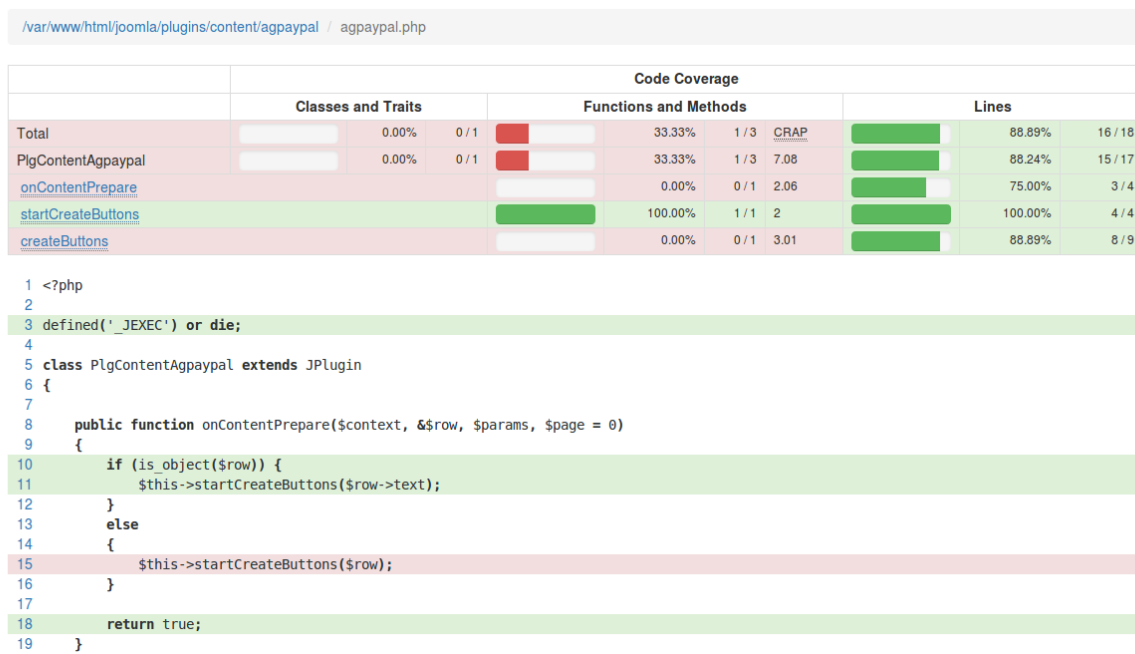 /var/www/html/joomla/plugins/content/agpaypal / agpaypal.php
Code Coverage
Classes and Traits Functions and Methods Lines
Total 0.00% 0 / 1 33.33% 1 / 3 CRAP 88.89% 16 / 18
PlgContentAgpaypal 0.00% 0 / 1 33.33% 1 / 3 7.08 88.24% 15 / 17
onContentPrepare 0.00% 0 / 1 2.06 75.00% 3 / 4
startCreateButtons 100.00% 1 / 1 2 100.00% 4 / 4
createButtons 0.00% 0 / 1 3.01 88.89% 8 / 9
1 <?php
2
3 defined('_JEXEC') or die;
4
5 class PlgContentAgpaypal extends JPlugin
6 {
7
8     public function onContentPrepare($context, &$row, $params, $page = 0)
9     {
10         if (is_object($row)) {
11             $this->startCreateButtons($row->text);
12         }
13         else
14         {
15             $this->startCreateButtons($row);
16         }
17
18         return true;
19     }